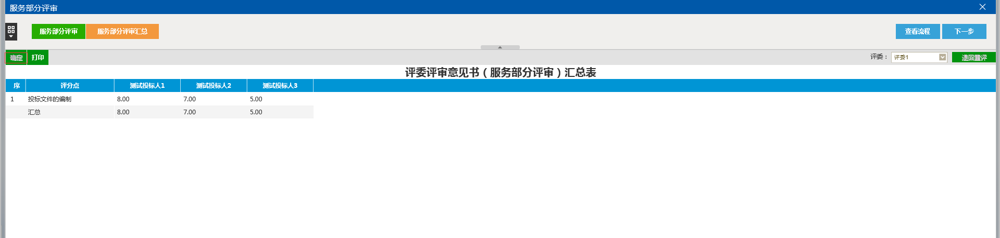 服务部分评审
服务部分评审 服务部分评审汇总 查看流程 下一步
确定 打印 评委： 评委1 退回重评
评委评审意见书（服务部分评审）汇总表
序 评分点 测试投标人1 测试投标人2 测试投标人3
1 投标文件的编制 8.00 7.00 5.00
汇总 8.00 7.00 5.00